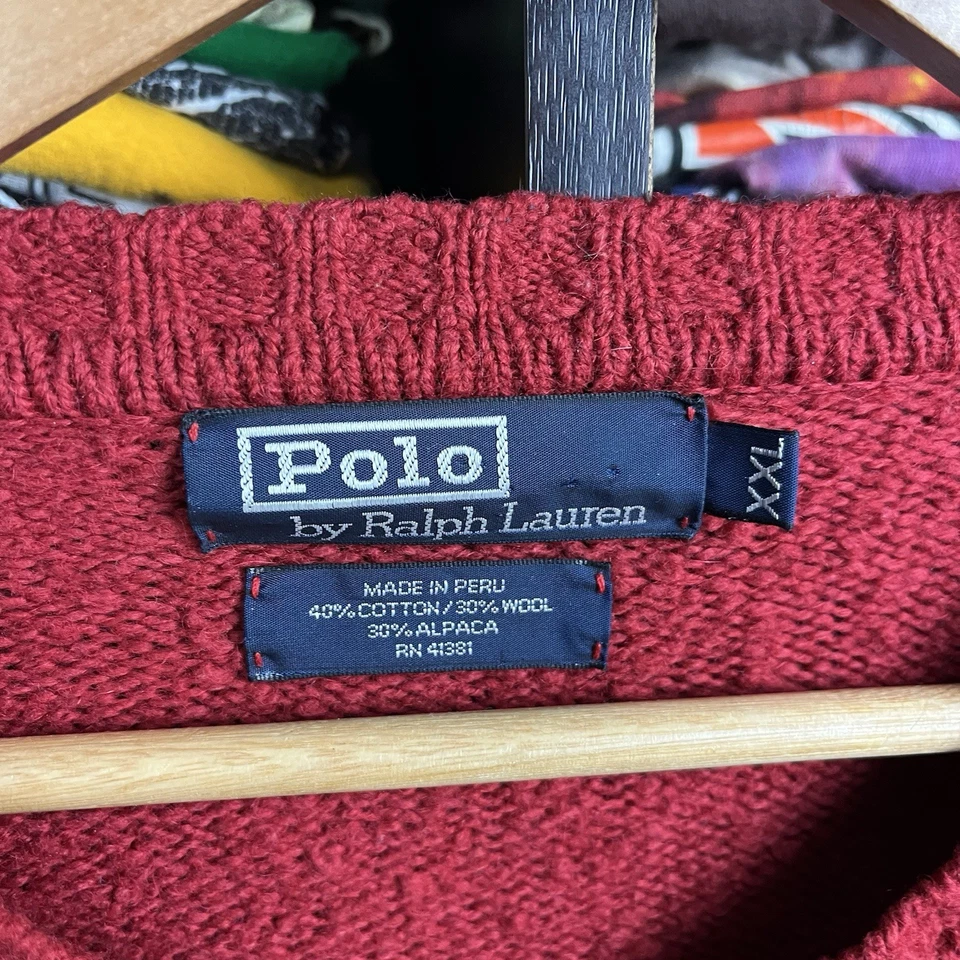 Polo
by Ralph Lauren
XXL
MADE IN PERU
40% COTTON/30% WOOL
30% ALPACA
RN 41381